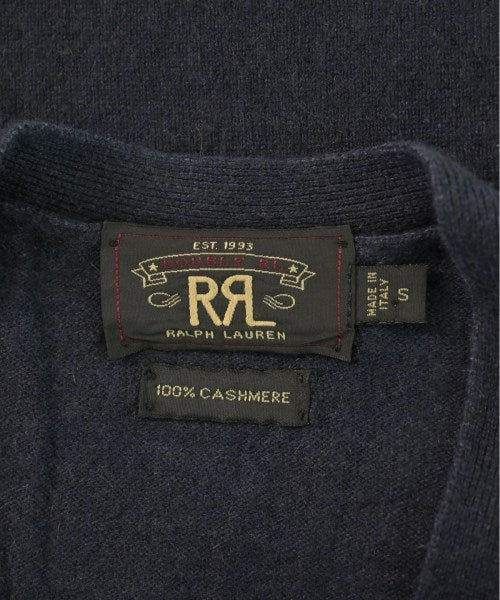 EST. 1993
DOUBLE RL
RRL
RALPH LAUREN
MADE IN
ITALY
S
100% CASHMERE